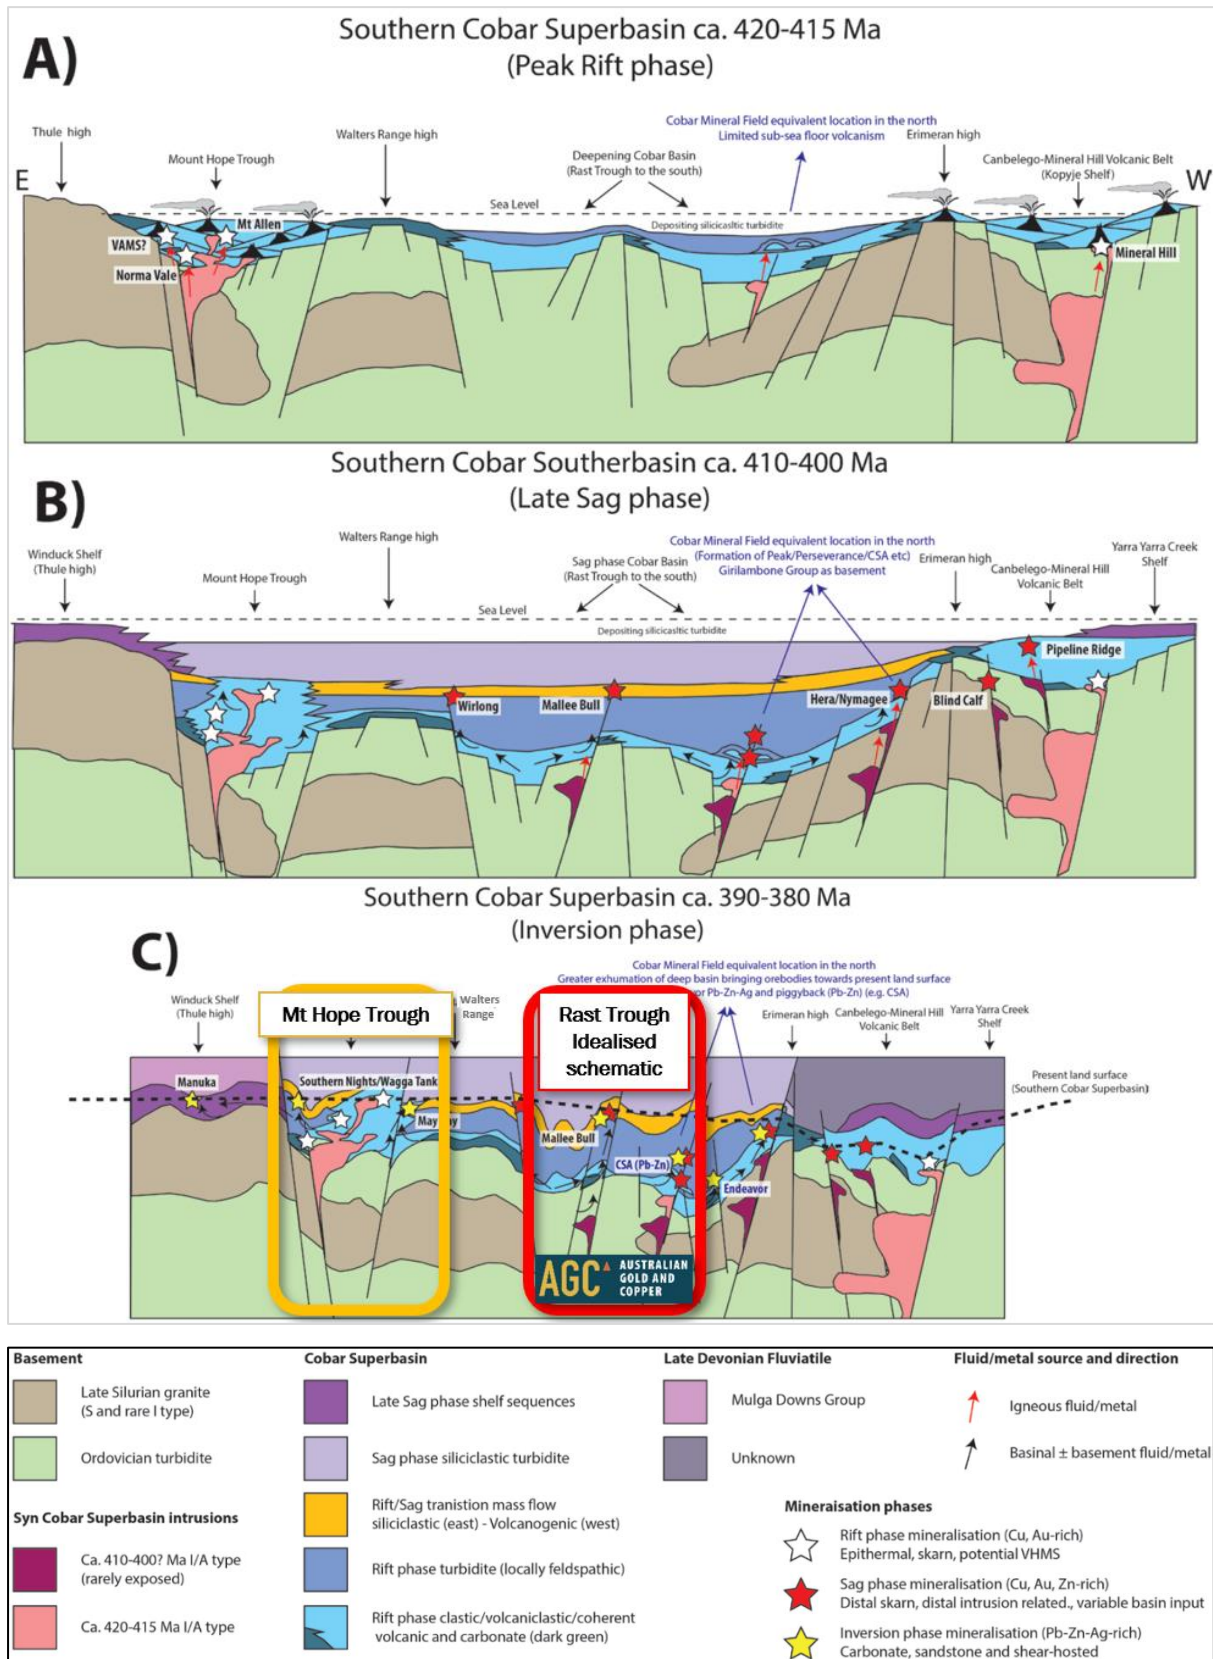 A)
Southern Cobar Superbasin ca. 420-415 Ma
(Peak Rift phase)
Thule high
Mount Hope Trough
Walters Range high
Deepening Cobar Basin
(Rast Trough to the south)
Cobar Mineral Field equivalent location in the north
Limited sub-sea floor volcanism
Erimeran high
Canbelego-Mineral Hill Volcanic Belt
(Kopyje Shelf)
E
W
Sea Level
Depositing silicicasltic turbidite
Mt Allen
VAMS?
Norma Vale
Mineral Hill
Southern Cobar Southerbasin ca. 410-400 Ma
B)
(Late Sag phase)
Winduck Shelf
(Thule high)
Mount Hope Trough
Walters Range high
Sag phase Cobar Basin
(Rast Trough to the south)
Cobar Mineral Field equivalent location in the north
(Formation of Peak/Perseverance/CSA etc)
Girilambone Group as basement
Erimeran high
Canbelego-Mineral Hill
Volcanic Belt
Yarra Yarra Creek
Shelf
Sea Level
Depositing silicicasltic turbidite
Pipeline Ridge
Wirlong
Mallee Bull
Hera/Nymagee
Blind Calf
Southern Cobar Superbasin ca. 390-380 Ma
C)
(Inversion phase)
Cobar Mineral Field equivalent location in the north
Greater exhumation of deep basin bringing orebodies towards present land surface
Pb-Zn-Ag and piggyback (Pb-Zn) (e.g. CSA)
Winduck Shelf
(Thule high)
Mt Hope Trough
Walters
Range
Rast Trough
Idealised
schematic
Erimeran high
Canbelego-Mineral Hill
Volcanic Belt
Yarra Yarra Creek
Shelf
Present land surface
(Southern Cobar Superbasin)
Manuka
Southern Nights/Wagga Tank
Mallee Bull
CSA (Pb-Zn)
Endeavor
AGC
AUSTRALIAN
GOLD AND
COPPER
Basement
Late Silurian granite
(S and rare I type)
Ordovician turbidite
Syn Cobar Superbasin intrusions
Ca. 410-400? Ma I/A type
(rarely exposed)
Ca. 420-415 Ma I/A type
Cobar Superbasin
Late Sag phase shelf sequences
Sag phase siliciclastic turbidite
Rift/Sag tranistion mass flow
siliciclastic (east) - Volcanogenic (west)
Rift phase turbidite (locally feldspathic)
Rift phase clastic/volcaniclastic/coherent
volcanic and carbonate (dark green)
Late Devonian Fluviatile
Mulga Downs Group
Unknown
Fluid/metal source and direction
Igneous fluid/metal
Basinal ± basement fluid/metal
Mineraisation phases
Rift phase mineralisation (Cu, Au-rich)
Epithermal, skarn, potential VHMS
Sag phase mineralisation (Cu, Au, Zn-rich)
Distal skarn, distal intrusion related., variable basin input
Inversion phase mineralisation (Pb-Zn-Ag-rich)
Carbonate, sandstone and shear-hosted